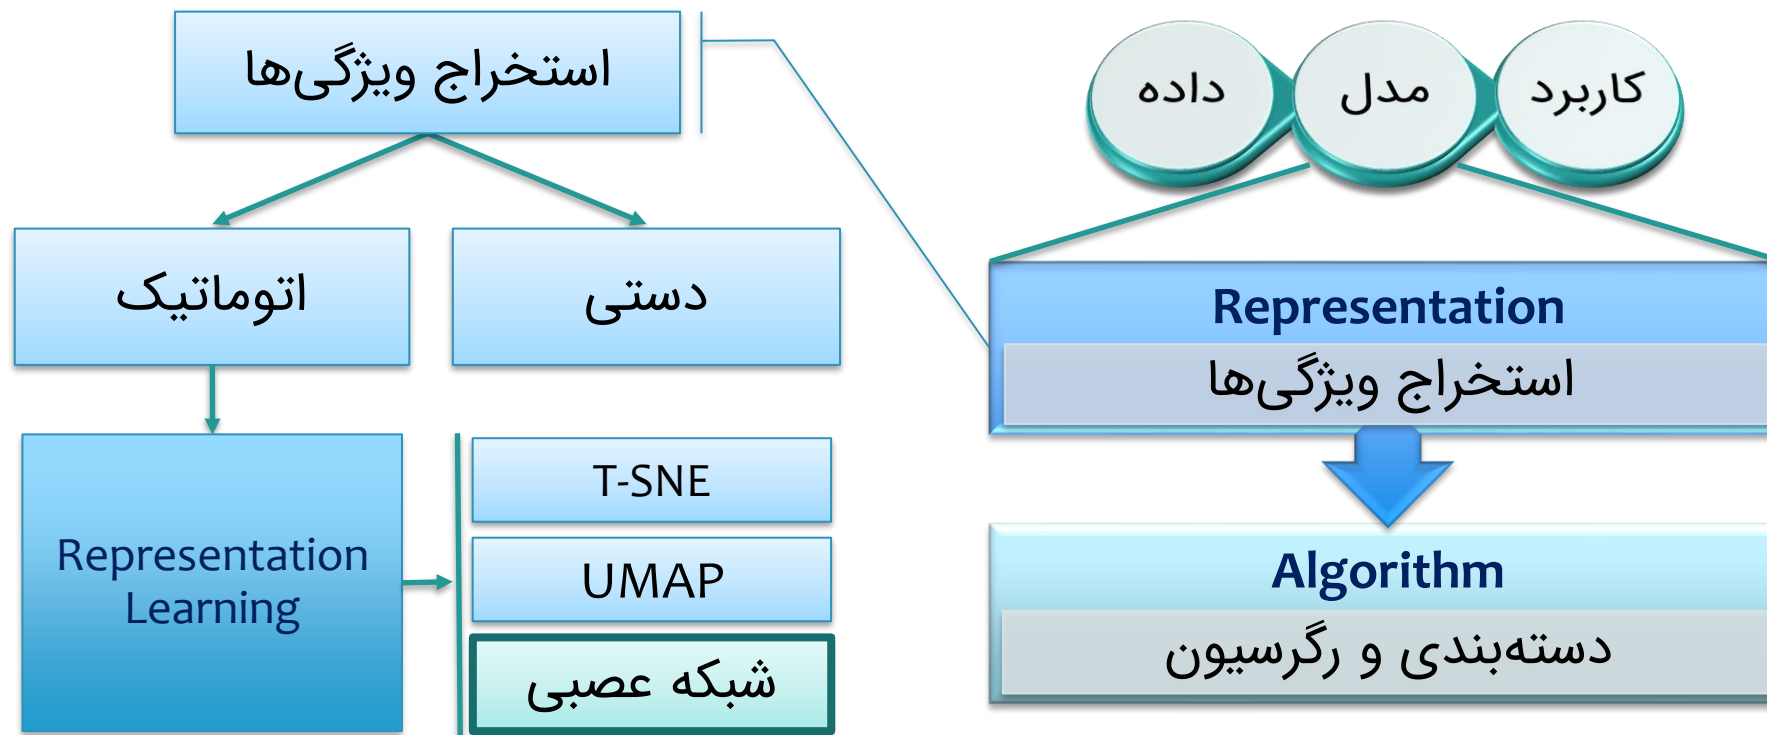 استخراج ویژگی‌ها
کاربرد
مدل
داده
دستی
اتوماتیک
Representation
استخراج ویژگی‌ها
Representation
Learning
T-SNE
UMAP
شبکه عصبی
Algorithm
دسته‌بندی و رگرسیون